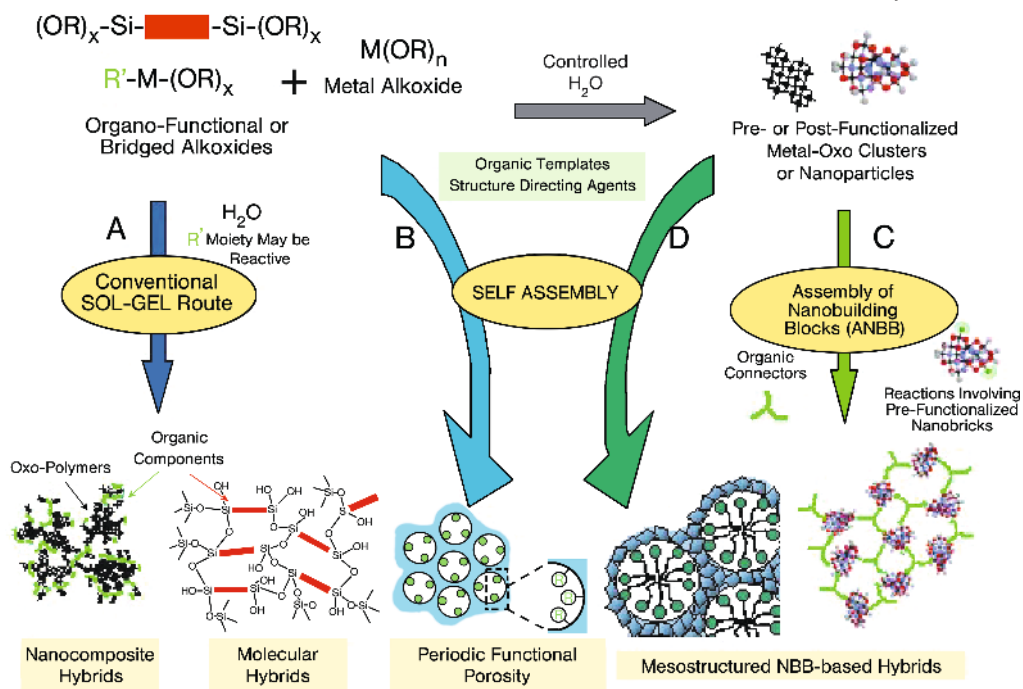 (OR)x-Si-
-Si-(OR)x
R'-M-(OR)x
+
M(OR)n
Metal Alkoxide
Organo-Functional or
Bridged Alkoxides
Controlled
H2O
Pre- or Post-Functionalized
Metal-Oxo Clusters
or Nanoparticles
Organic Templates
Structure Directing Agents
A
H2O
R' Moiety May be
Reactive
Conventional
SOL-GEL Route
B
SELF ASSEMBLY
D
C
Assembly of
Nanobuilding
Blocks (ANBB)
Organic
Connectors
Reactions Involving
Pre-Functionalized
Nanobricks
Oxo-Polymers
Organic
Components
Nanocomposite
Hybrids
Molecular
Hybrids
R
R
R
Periodic Functional
Porosity
Mesostructured NBB-based Hybrids